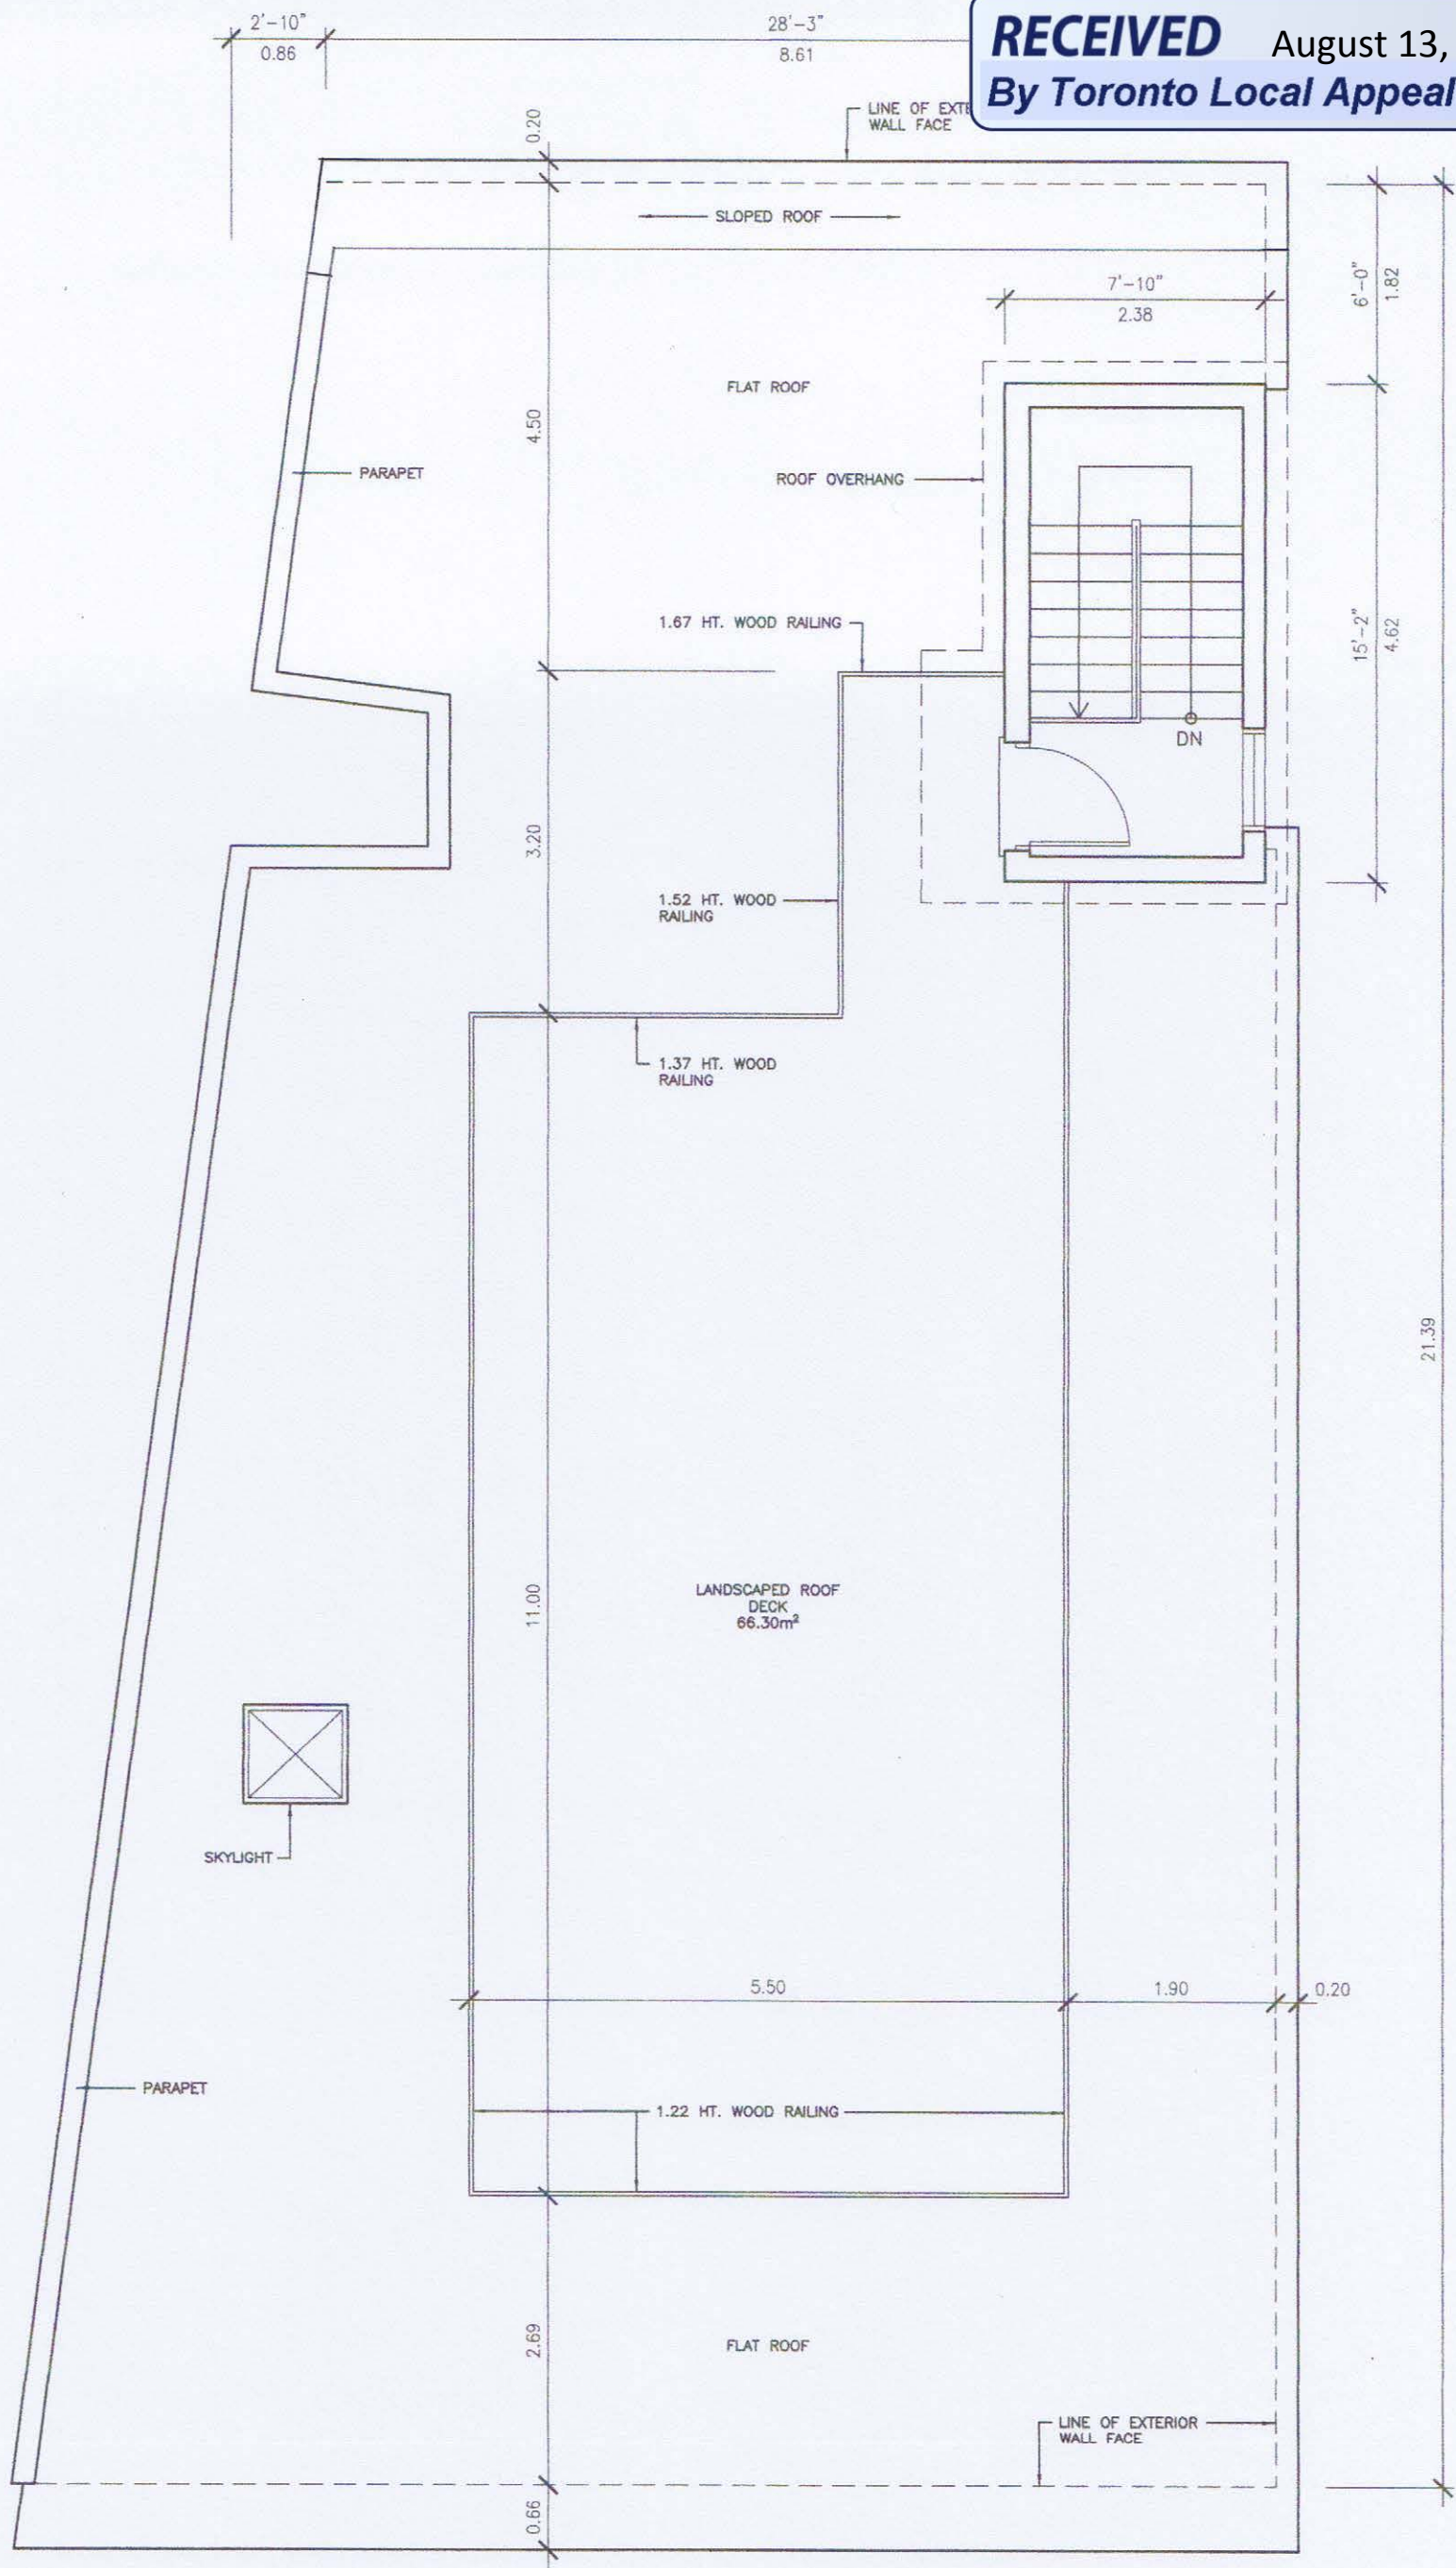 2'-10"
0.86
28'-3"
8.61
RECEIVED August 13,
By Toronto Local Appeal
LINE OF
WALL FACE
0.20
SLOPED ROOF
7'-10"
2.38
6'-0"
1.82
FLAT ROOF
4.50
PARAPET
ROOF OVERHANG
1.67 HT. WOOD RAILING
15'-2"
4.62
DN
3.20
1.52 HT. WOOD
RAILING
1.37 HT. WOOD
RAILING
21.39
11.00
LANDSCAPED ROOF
DECK
66.30m²
SKYLIGHT
5.50
1.90
0.20
PARAPET
1.22 HT. WOOD RAILING
2.69
FLAT ROOF
LINE OF EXTERIOR
WALL FACE
0.66